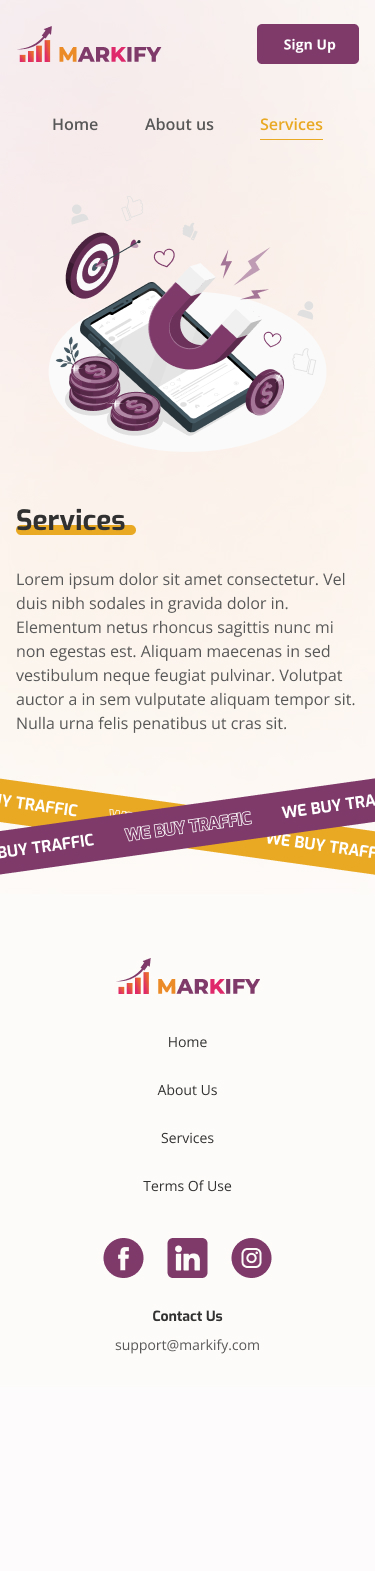 MARKIFY
Sign Up
Home
About us
Services
Services
Lorem ipsum dolor sit amet consectetur. Vel
duis nibh sodales in gravida dolor in.
Elementum netus rhoncus sagittis nunc mi
non egestas est. Aliquam maecenas in sed
vestibulum neque feugiat pulvinar. Volutpat
auctor a in sem vulputate aliquam tempor sit.
Nulla urna felis penatibus ut cras sit.
TRAFFIC
WE BUY
BUY TRAFFIC
WE BUY TRAFFIC
WE BUY
MARKIFY
Home
About Us
Services
Terms Of Use
Contact Us
support@markify.com